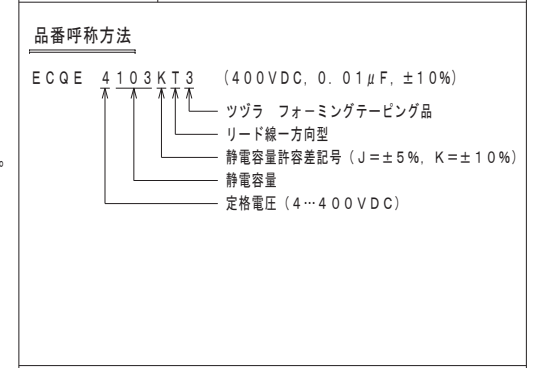 品番呼称方法
ECQE 4103KT3 (400VDC, 0.01μF, ±10%)
ツヅラ フォーミングテーピング品
リード線一方向型
静電容量許容差記号(J=±5%, K=±10%)
静電容量
定格電圧(4…400VDC)